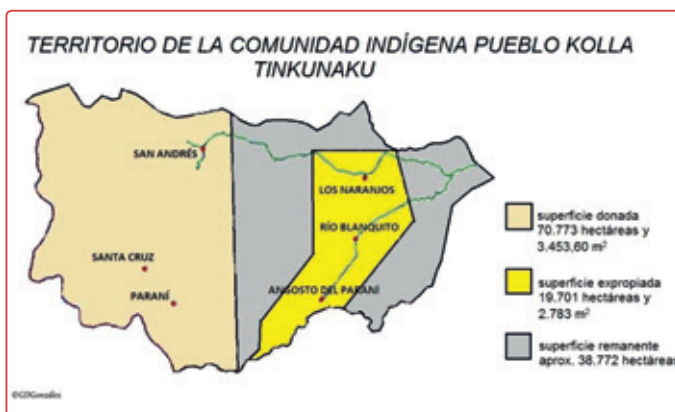 TERRITORIO DE LA COMUNIDAD INDÍGENA PUEBLO KOLLA
TINKUNAKU
SAN ANDRÉS
LOS NARANJOS
RÍO BLANQUITO
SANTA CRUZ
PARANÍ
ANGOSTO DEL PARANÍ
superficie donada
70.773 hectáreas y
3.453,60 m²
superficie expropiada
19.701 hectáreas y
2.783 m²
superficie remanente
aprox. 38.772 hectáreas
©GDGonzález